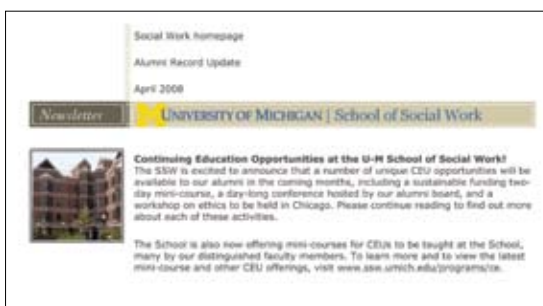 Social Work homepage
Alumni Record Update
April 2008
Newsletter
UNIVERSITY OF MICHIGAN | School of Social Work
Continuing Education Opportunities at the U-M School of Social Work!
The SSW is excited to announce that a number of unique CEU opportunities will be
available to our alumni in the coming months, including a sustainable funding two-
day mini-course, a day-long conference hosted by our alumni board, and a
workshop on ethics to be held in Chicago. Please continue reading to find out more
about each of these activities.
The School is also now offering mini-courses for CEUs to be taught at the School,
many by our distinguished faculty members. To learn more and to view the latest
mini-course and other CEU offerings, visit www.ssw.umich.edu/programs/ce.